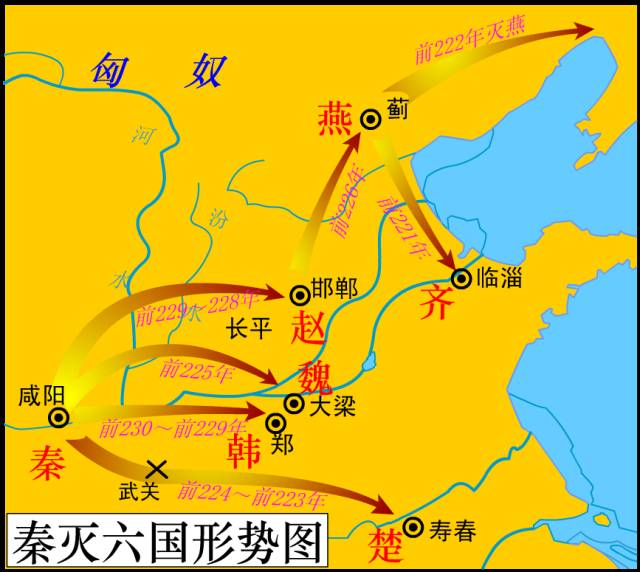 前222年灭燕
匈 奴
燕
蓟
河
前226年
前221年
汾
水
水
邯郸
临淄
齐
前229～228年
长平
赵
前225年
魏
咸阳
大梁
前230～前229年
郑
韩
秦
武关
前224～前223年
寿春
楚
秦灭六国形势图